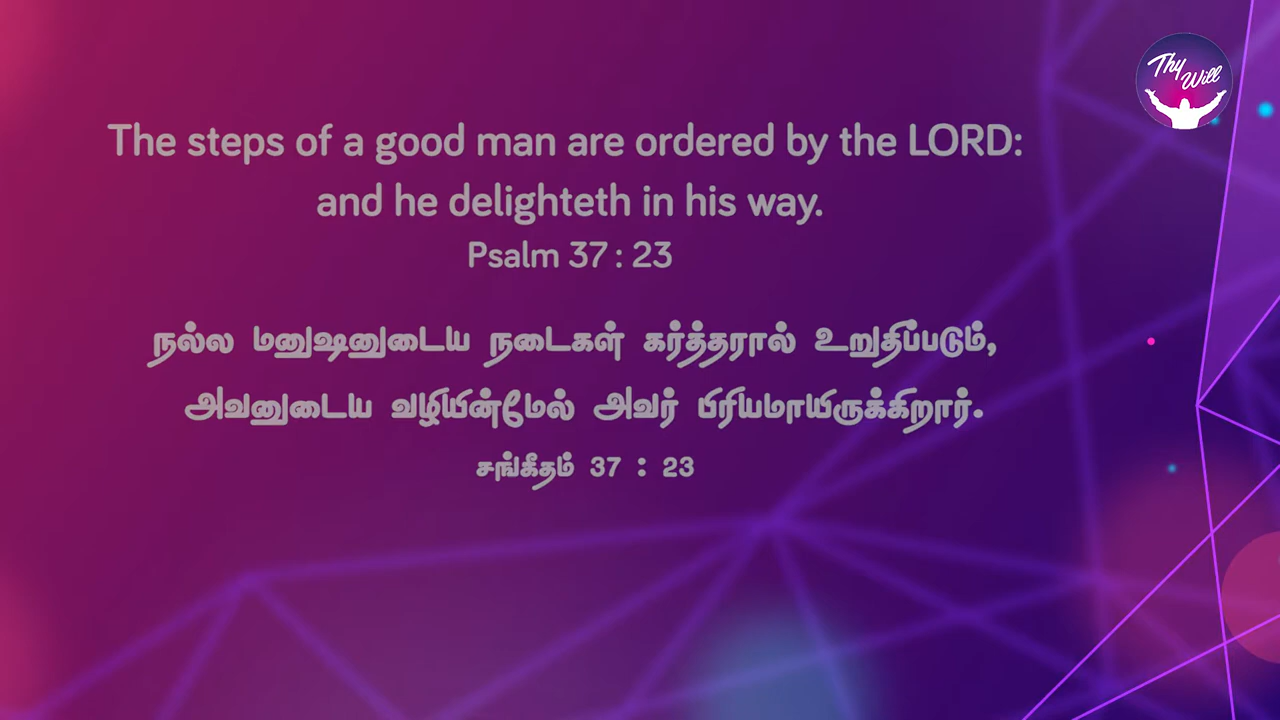 Thy Will
The steps of a good man are ordered by the LORD:
and he delighteth in his way.
Psalm 37 : 23
நல்ல மனுஷனுடைய நடைகள் கர்த்தரால் உறுதிப்படும்,
அவனுடைய வழியின்மேல் அவர் பிரியமாயிருக்கிறார்.
சங்கீதம் 37 : 23